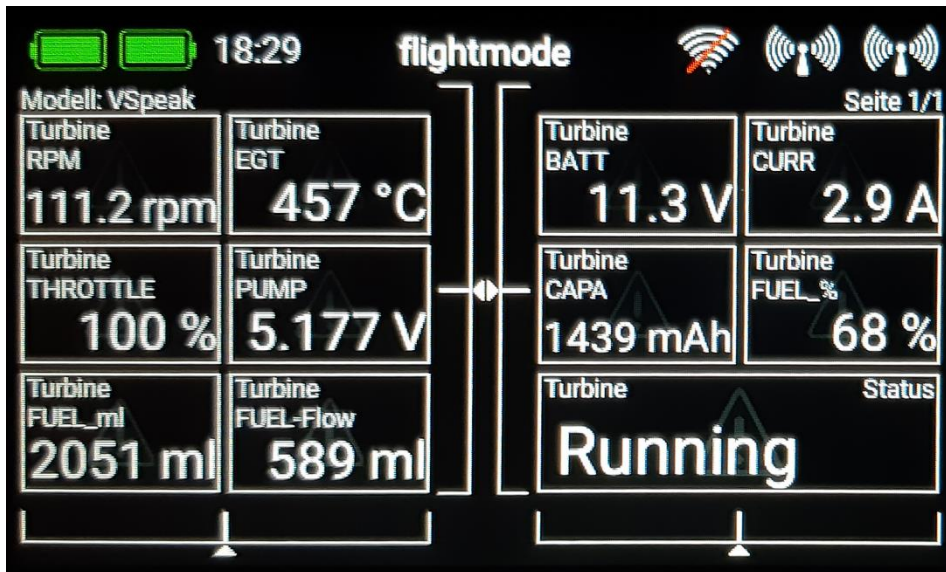 18:29 flightmode
Modell: VSpeak Seite 1/1
Turbine Turbine Turbine Turbine
RPM EGT BATT CURR
111.2 rpm 457 °C 11.3 V 2.9 A
Turbine Turbine Turbine Turbine
THROTTLE PUMP CAPA FUEL_%
100 % 5.177 V 1439 mAh 68 %
Turbine Turbine Turbine Status
FUEL_ml FUEL-Flow
2051 ml 589 ml Running